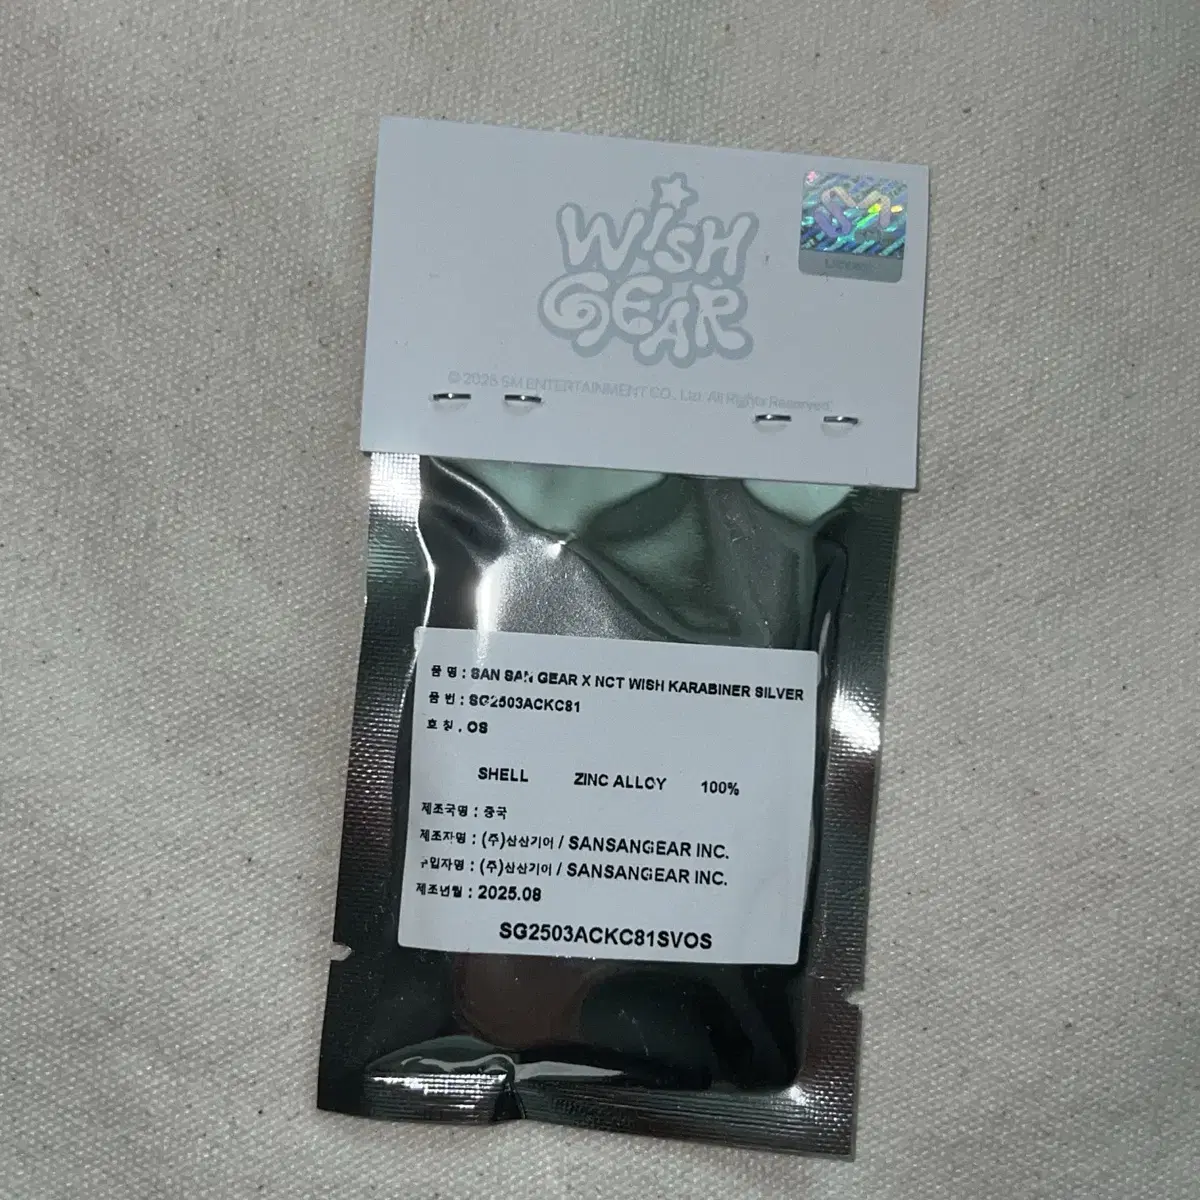 WISH
GEAR
SM
© 2025 SM ENTERTAINMENT CO., Ltd. All Rights Reserved.
품 명 : SAN SAN GEAR X NCT WISH KARABINER SILVER
품 번 : SG2503ACKC81
호 칭 : OS
SHELL ZINC ALLOY 100%
제조국명 : 중국
제조자명 : (주)산산기어 / SANSANGEAR INC.
구입자명 : (주)산산기어 / SANSANGEAR INC.
제조년월 : 2025.08
SG2503ACKC81SVOS